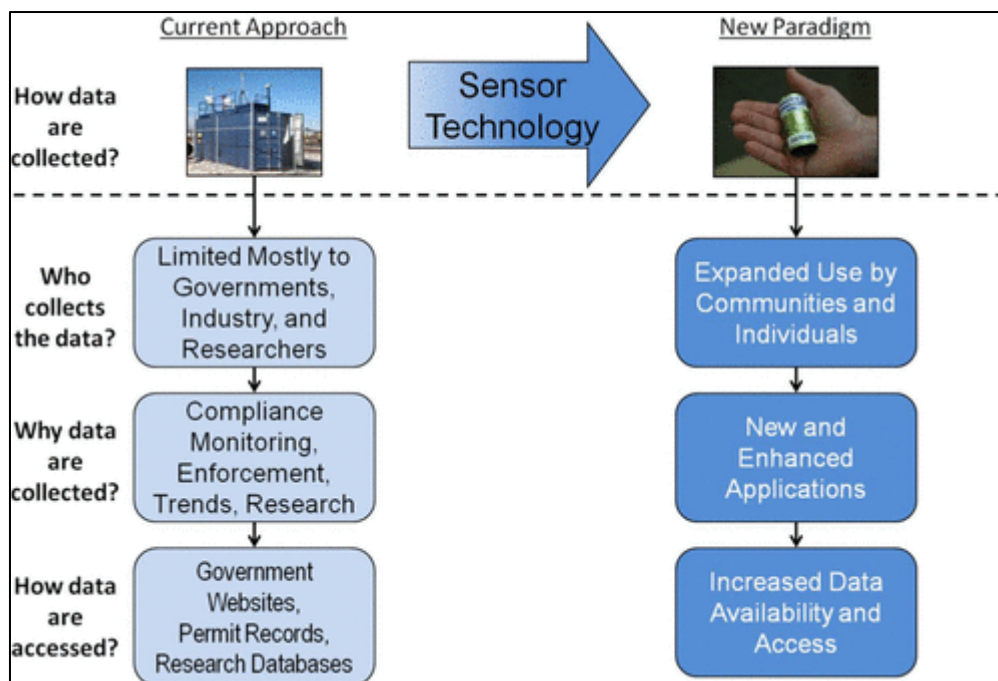 Current Approach
New Paradigm
How data
are
collected?
Sensor
Technology
Who
collects
the data?
Limited Mostly to
Governments,
Industry, and
Researchers
Expanded Use by
Communities and
Individuals
Why data
are
collected?
Compliance
Monitoring,
Enforcement,
Trends, Research
New and
Enhanced
Applications
How data
are
accessed?
Government
Websites,
Permit Records,
Research Databases
Increased Data
Availability and
Access